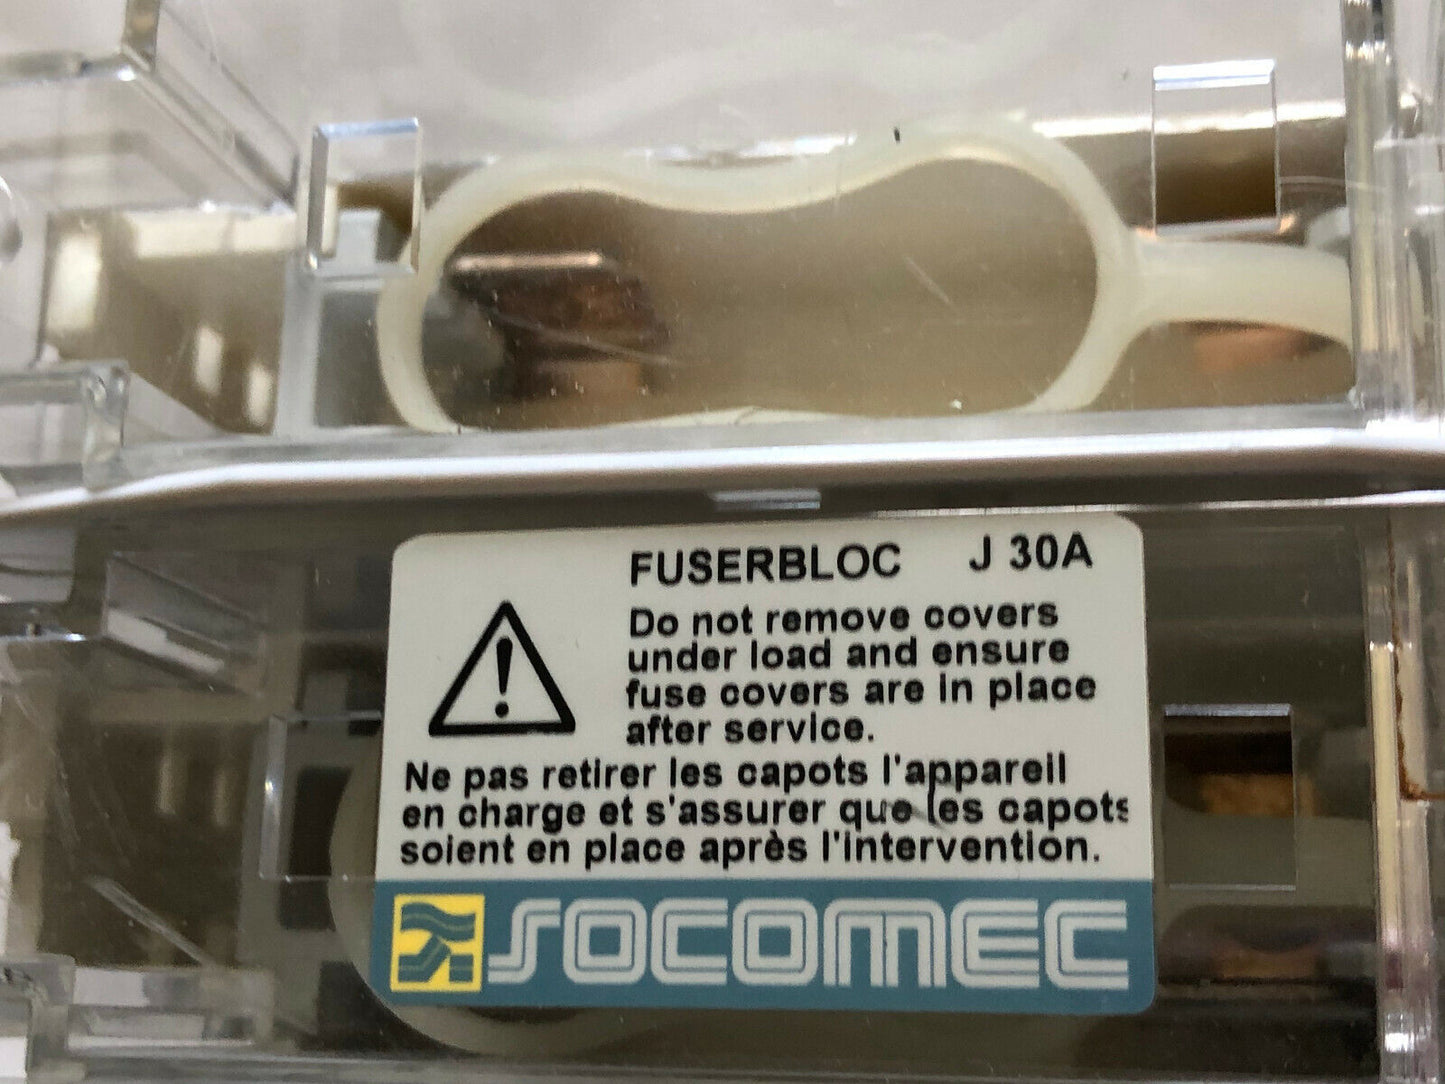 FUSERBLOC J 30A
Do not remove covers
under load and ensure
fuse covers are in place
after service.
Ne pas retirer les capots l'appareil
en charge et s'assurer que les capots
soient en place après l'intervention.
SOCOMEC